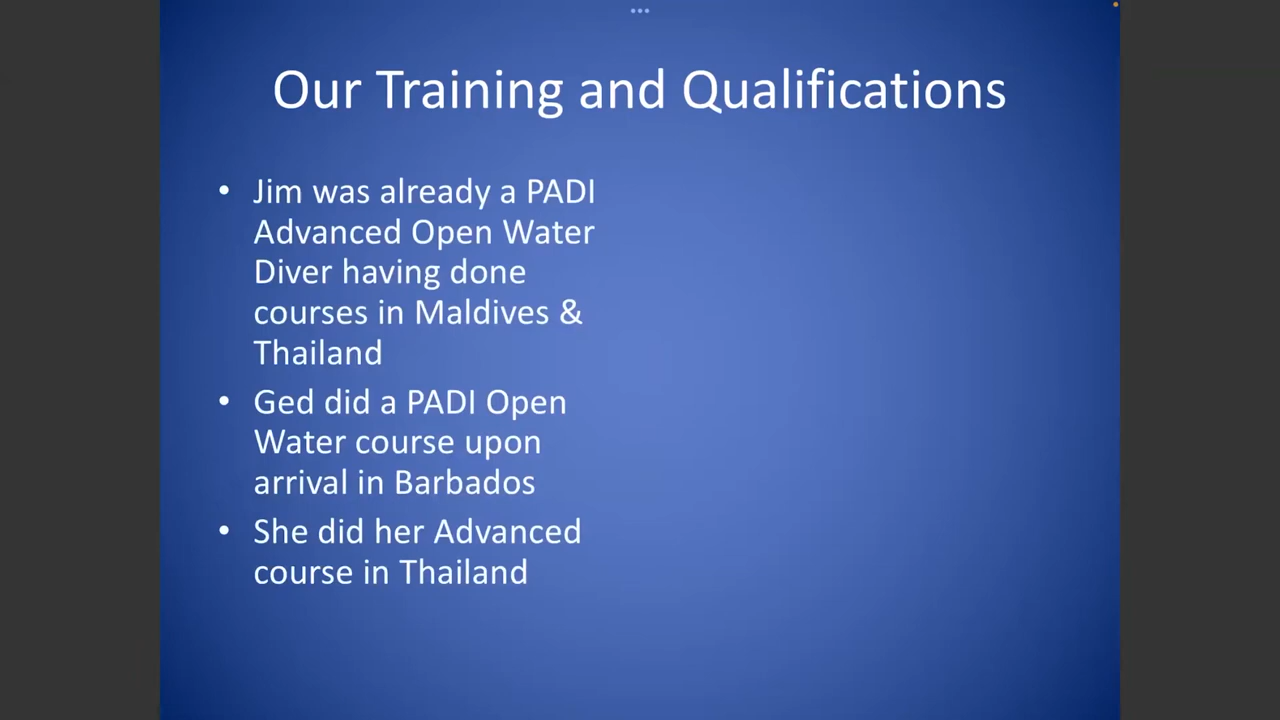 Our Training and Qualifications
• Jim was already a PADI
Advanced Open Water
Diver having done
courses in Maldives &
Thailand
• Ged did a PADI Open
Water course upon
arrival in Barbados
• She did her Advanced
course in Thailand